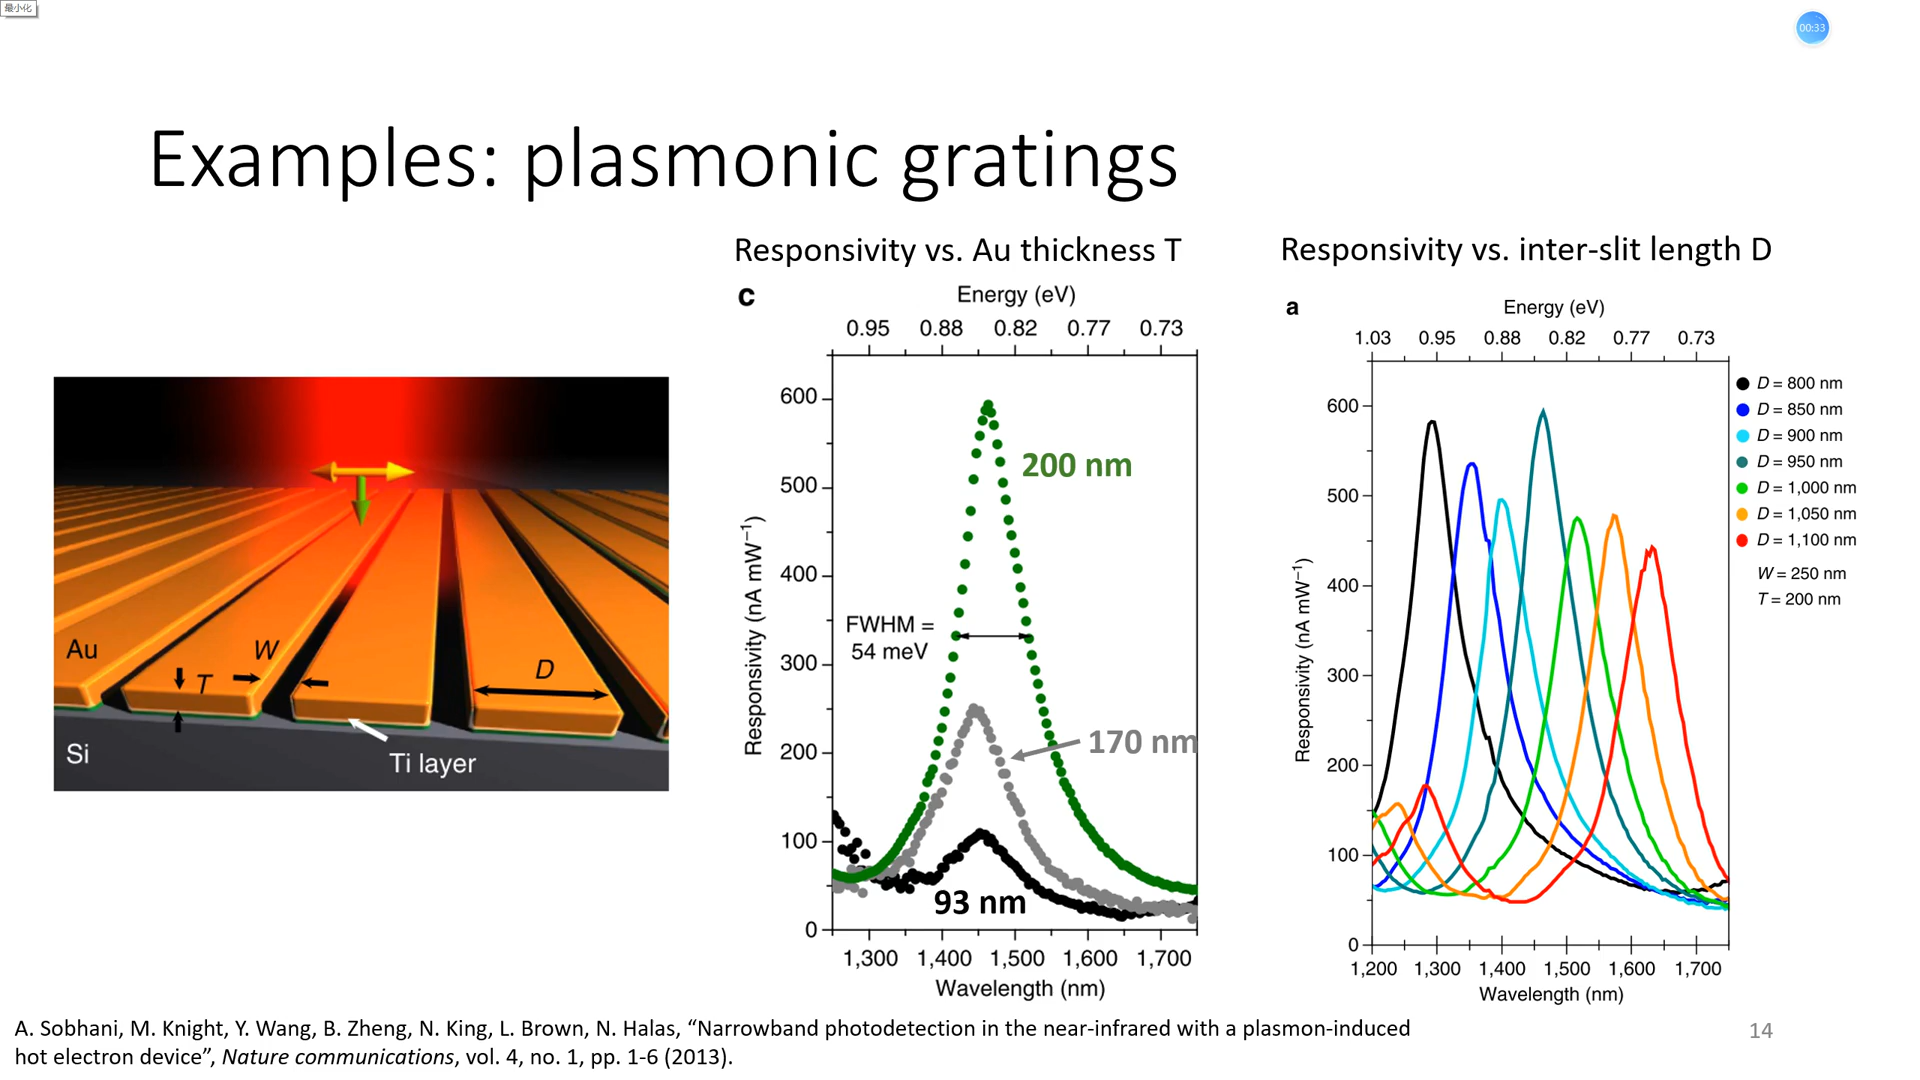 最小化
00:33
Examples: plasmonic gratings
Responsivity vs. Au thickness T
Responsivity vs. inter-slit length D
Au
T
W
D
Si
Ti layer
c
Energy (eV)
0.95 0.88 0.82 0.77 0.73
600
500
400
300
200
100
0
Responsivity (nA mW⁻¹)
200 nm
FWHM =
54 meV
170 nm
93 nm
1,300 1,400 1,500 1,600 1,700
Wavelength (nm)
a
Energy (eV)
1.03 0.95 0.88 0.82 0.77 0.73
600
500
400
300
200
100
0
Responsivity (nA mW⁻¹)
1,200 1,300 1,400 1,500 1,600 1,700
Wavelength (nm)
D = 800 nm
D = 850 nm
D = 900 nm
D = 950 nm
D = 1,000 nm
D = 1,050 nm
D = 1,100 nm
W = 250 nm
T = 200 nm
A. Sobhani, M. Knight, Y. Wang, B. Zheng, N. King, L. Brown, N. Halas, “Narrowband photodetection in the near-infrared with a plasmon-induced
hot electron device”, Nature communications, vol. 4, no. 1, pp. 1-6 (2013).
14